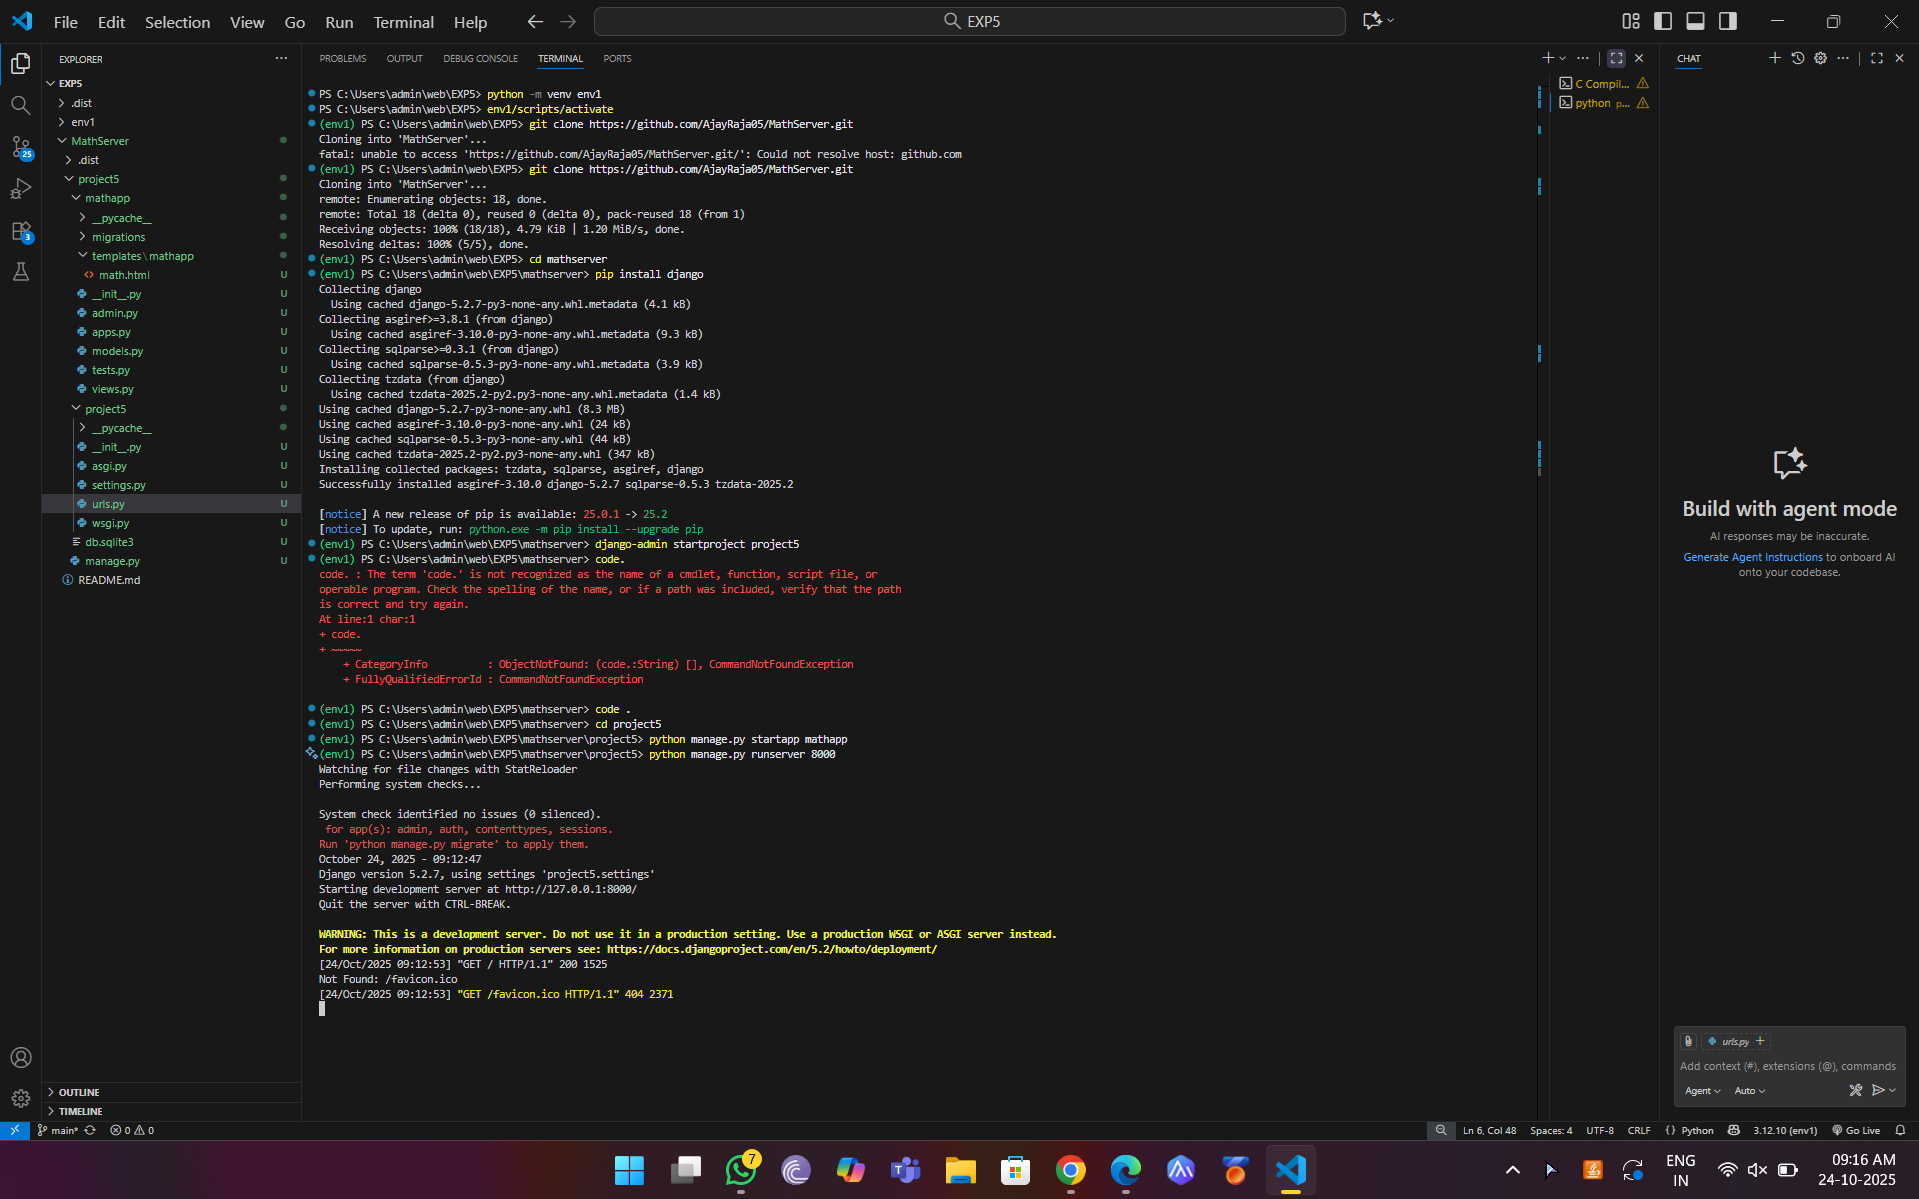 File Edit Selection View Go Run Terminal Help
EXP5
EXPLORER
EXP5
.dist
env1
MathServer
.dist
project5
mathapp
__pycache__
migrations
templates \ mathapp
math.html U
__init__.py U
admin.py U
apps.py U
models.py U
tests.py U
views.py U
project5
__pycache__
__init__.py U
asgi.py U
settings.py U
urls.py U
wsgi.py U
db.sqlite3 U
manage.py U
README.md
OUTLINE
TIMELINE
25
3
PROBLEMS OUTPUT DEBUG CONSOLE TERMINAL PORTS
PS C:\Users\admin\web\EXP5> python -m venv env1
PS C:\Users\admin\web\EXP5> env1/scripts/activate
(env1) PS C:\Users\admin\web\EXP5> git clone https://github.com/AjayRaja05/MathServer.git
Cloning into 'MathServer'...
fatal: unable to access 'https://github.com/AjayRaja05/MathServer.git/': Could not resolve host: github.com
(env1) PS C:\Users\admin\web\EXP5> git clone https://github.com/AjayRaja05/MathServer.git
Cloning into 'MathServer'...
remote: Enumerating objects: 18, done.
remote: Total 18 (delta 0), reused 0 (delta 0), pack-reused 18 (from 1)
Receiving objects: 100% (18/18), 4.79 KiB | 1.20 MiB/s, done.
Resolving deltas: 100% (5/5), done.
(env1) PS C:\Users\admin\web\EXP5> cd mathserver
(env1) PS C:\Users\admin\web\EXP5\mathserver> pip install django
Collecting django
Using cached django-5.2.7-py3-none-any.whl.metadata (4.1 kB)
Collecting asgiref>=3.8.1 (from django)
Using cached asgiref-3.10.0-py3-none-any.whl.metadata (9.3 kB)
Collecting sqlparse>=0.3.1 (from django)
Using cached sqlparse-0.5.3-py3-none-any.whl.metadata (3.9 kB)
Collecting tzdata (from django)
Using cached tzdata-2025.2-py2.py3-none-any.whl.metadata (1.4 kB)
Using cached django-5.2.7-py3-none-any.whl (8.3 MB)
Using cached asgiref-3.10.0-py3-none-any.whl (24 kB)
Using cached sqlparse-0.5.3-py3-none-any.whl (44 kB)
Using cached tzdata-2025.2-py2.py3-none-any.whl (347 kB)
Installing collected packages: tzdata, sqlparse, asgiref, django
Successfully installed asgiref-3.10.0 django-5.2.7 sqlparse-0.5.3 tzdata-2025.2
[notice] A new release of pip is available: 25.0.1 -> 25.2
[notice] To update, run: python.exe -m pip install --upgrade pip
(env1) PS C:\Users\admin\web\EXP5\mathserver> django-admin startproject project5
(env1) PS C:\Users\admin\web\EXP5\mathserver> code.
code. : The term 'code.' is not recognized as the name of a cmdlet, function, script file, or
operable program. Check the spelling of the name, or if a path was included, verify that the path
is correct and try again.
At line:1 char:1
+ code.
+ ~~~~~
+ CategoryInfo : ObjectNotFound: (code.:String) [], CommandNotFoundException
+ FullyQualifiedErrorId : CommandNotFoundException
(env1) PS C:\Users\admin\web\EXP5\mathserver> code .
(env1) PS C:\Users\admin\web\EXP5\mathserver> cd project5
(env1) PS C:\Users\admin\web\EXP5\mathserver\project5> python manage.py startapp mathapp
(env1) PS C:\Users\admin\web\EXP5\mathserver\project5> python manage.py runserver 8000
Watching for file changes with StatReloader
Performing system checks...
System check identified no issues (0 silenced).
for app(s): admin, auth, contenttypes, sessions.
Run 'python manage.py migrate' to apply them.
October 24, 2025 - 09:12:47
Django version 5.2.7, using settings 'project5.settings'
Starting development server at http://127.0.0.1:8000/
Quit the server with CTRL-BREAK.
WARNING: This is a development server. Do not use it in a production setting. Use a production WSGI or ASGI server instead.
For more information on production servers see: https://docs.djangoproject.com/en/5.2/howto/deployment/
[24/Oct/2025 09:12:53] "GET / HTTP/1.1" 200 1525
Not Found: /favicon.ico
[24/Oct/2025 09:12:53] "GET /favicon.ico HTTP/1.1" 404 2371
C Compil...
python p...
CHAT
Build with agent mode
AI responses may be inaccurate.
Generate Agent Instructions to onboard AI
onto your codebase.
urls.py
Add context (#), extensions (@), commands
Agent Auto
main* 0 0
Ln 6, Col 48 Spaces: 4 UTF-8 CRLF Python 3.12.10 (env1) Go Live
7
ENG
IN
09:16 AM
24-10-2025